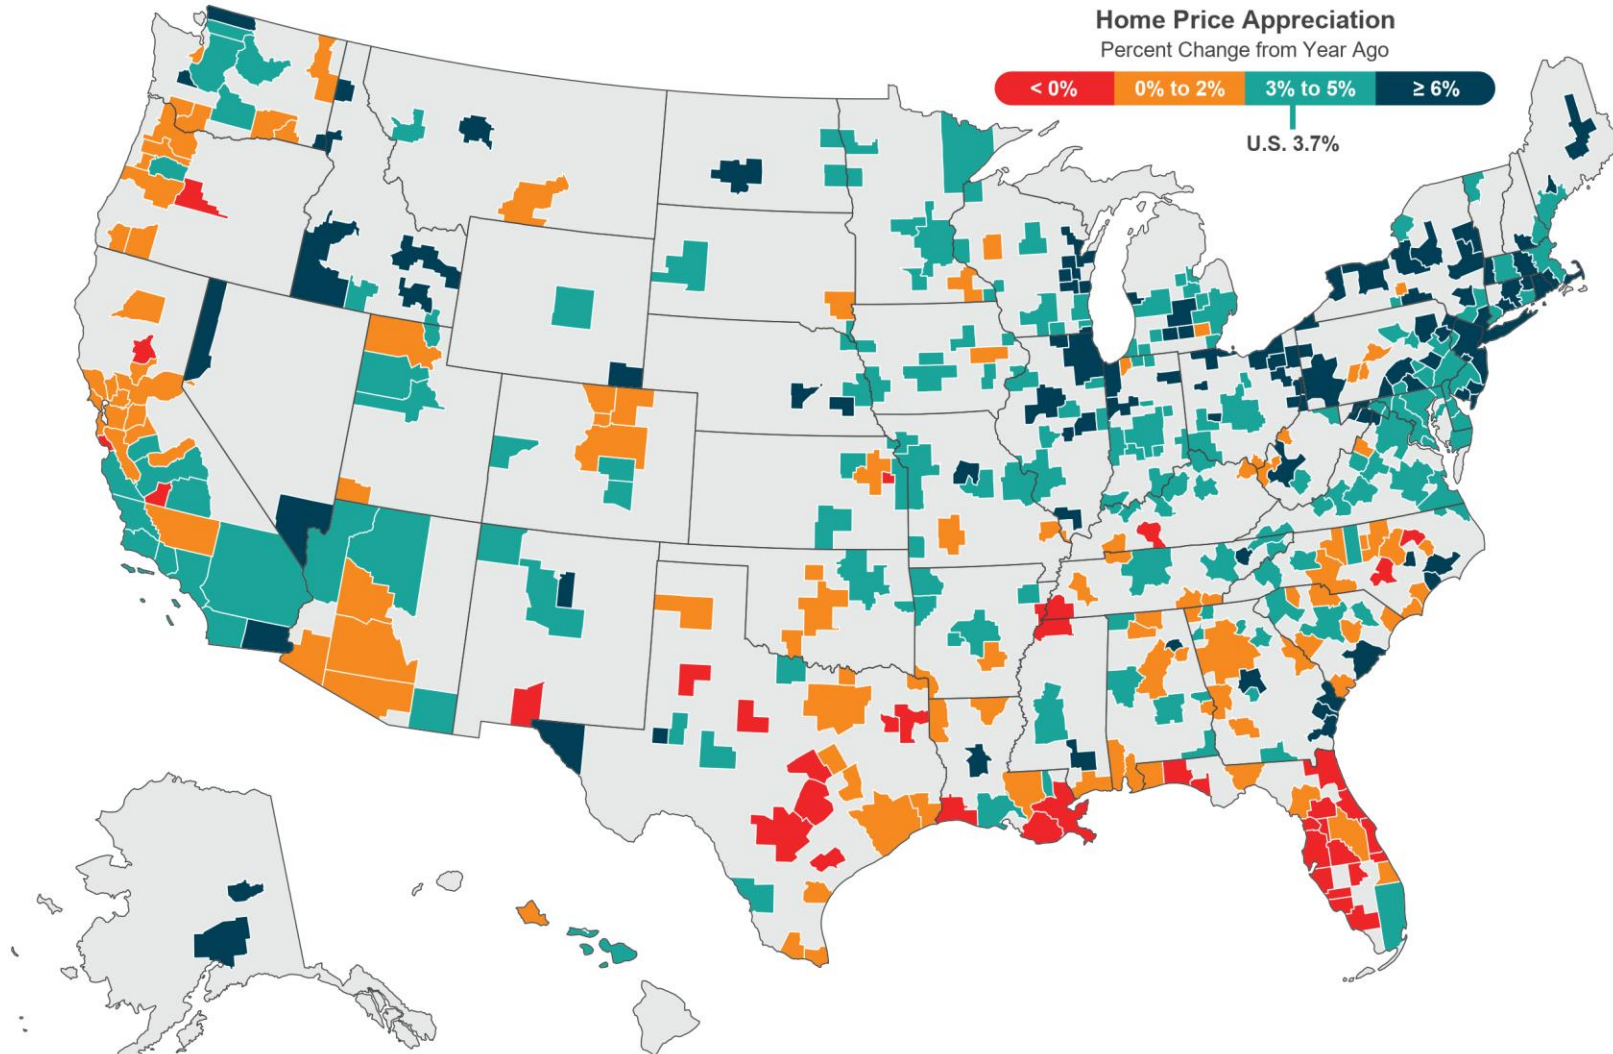 Home Price Appreciation
Percent Change from Year Ago
< 0% 0% to 2% 3% to 5% ≥ 6%
U.S. 3.7%